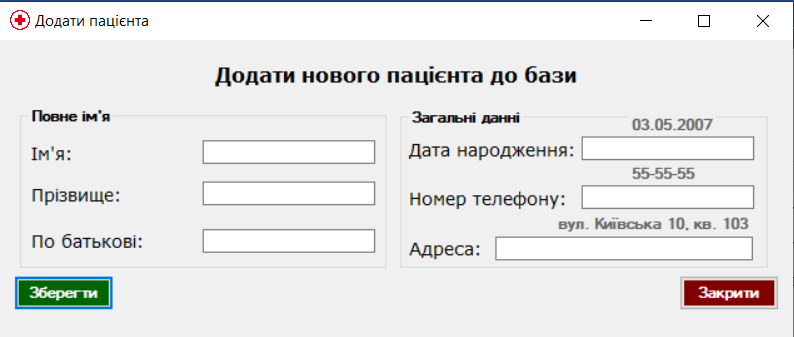 Додати пацієнта
Додати нового пацієнта до бази
Повне ім'я
Ім'я:
Прізвище:
По батькові:
Загальні данні
03.05.2007
Дата народження:
55-55-55
Номер телефону:
вул. Київська 10, кв. 103
Адреса:
Зберегти
Закрити